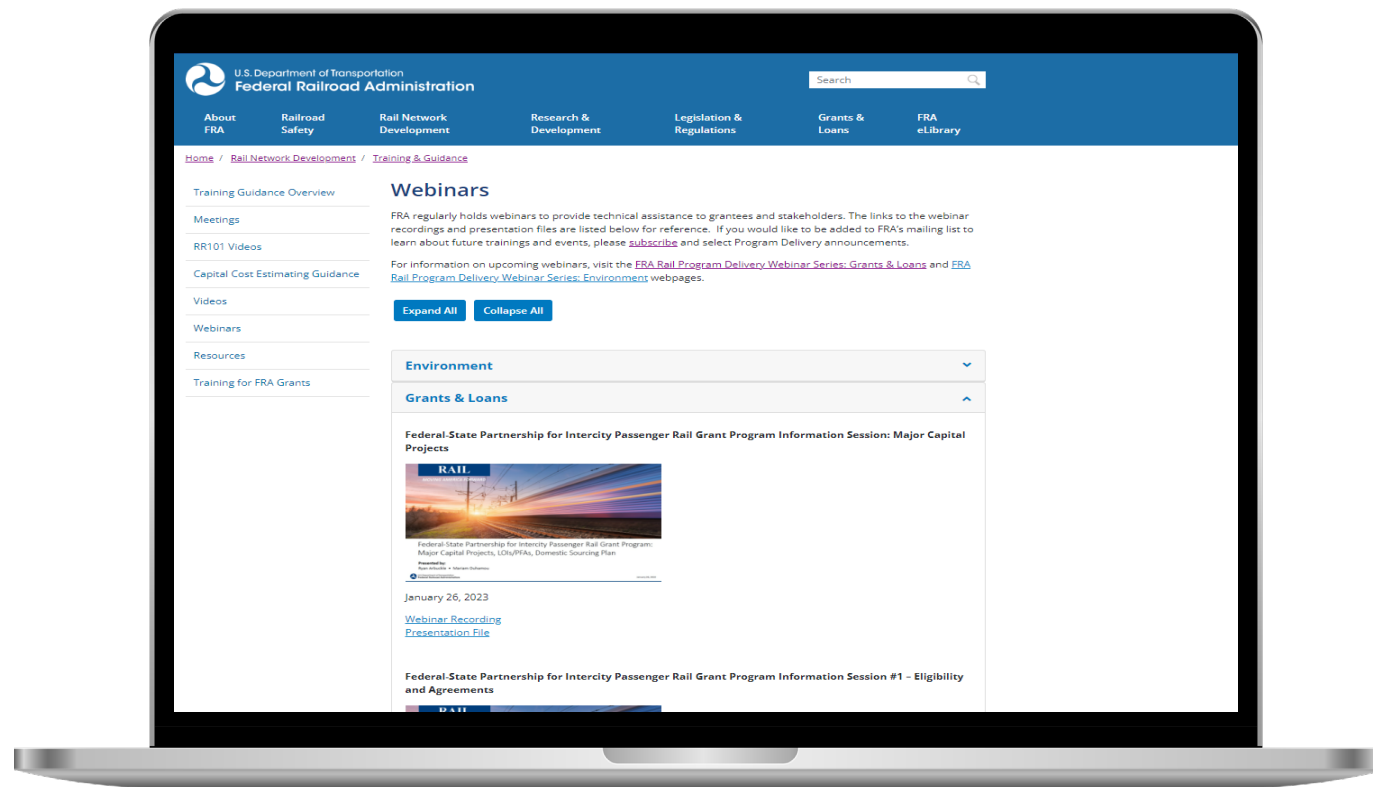 U.S. Department of Transportation
Federal Railroad Administration
Search
About
FRA
Railroad
Safety
Rail Network
Development
Research &
Development
Legislation &
Regulations
Grants &
Loans
FRA
eLibrary
Home / Rail Network Development / Training & Guidance
Training Guidance Overview
Meetings
RR101 Videos
Capital Cost Estimating Guidance
Videos
Webinars
Resources
Training for FRA Grants
Webinars
FRA regularly holds webinars to provide technical assistance to grantees and stakeholders. The links to the webinar
recordings and presentation files are listed below for reference. If you would like to be added to FRA's mailing list to
learn about future trainings and events, please subscribe and select Program Delivery announcements.
For information on upcoming webinars, visit the FRA Rail Program Delivery Webinar Series: Grants & Loans and FRA
Rail Program Delivery Webinar Series: Environment webpages.
Expand All Collapse All
Environment
Grants & Loans
Federal-State Partnership for Intercity Passenger Rail Grant Program Information Session: Major Capital
Projects
RAIL
Federal-State Partnership for Intercity Passenger Rail Grant Program:
Major Capital Projects, LOIs/PFAs, Domestic Sourcing Plan
Presented by:
January 26, 2023
Webinar Recording
Presentation File
Federal-State Partnership for Intercity Passenger Rail Grant Program Information Session #1 – Eligibility
and Agreements
RAIL